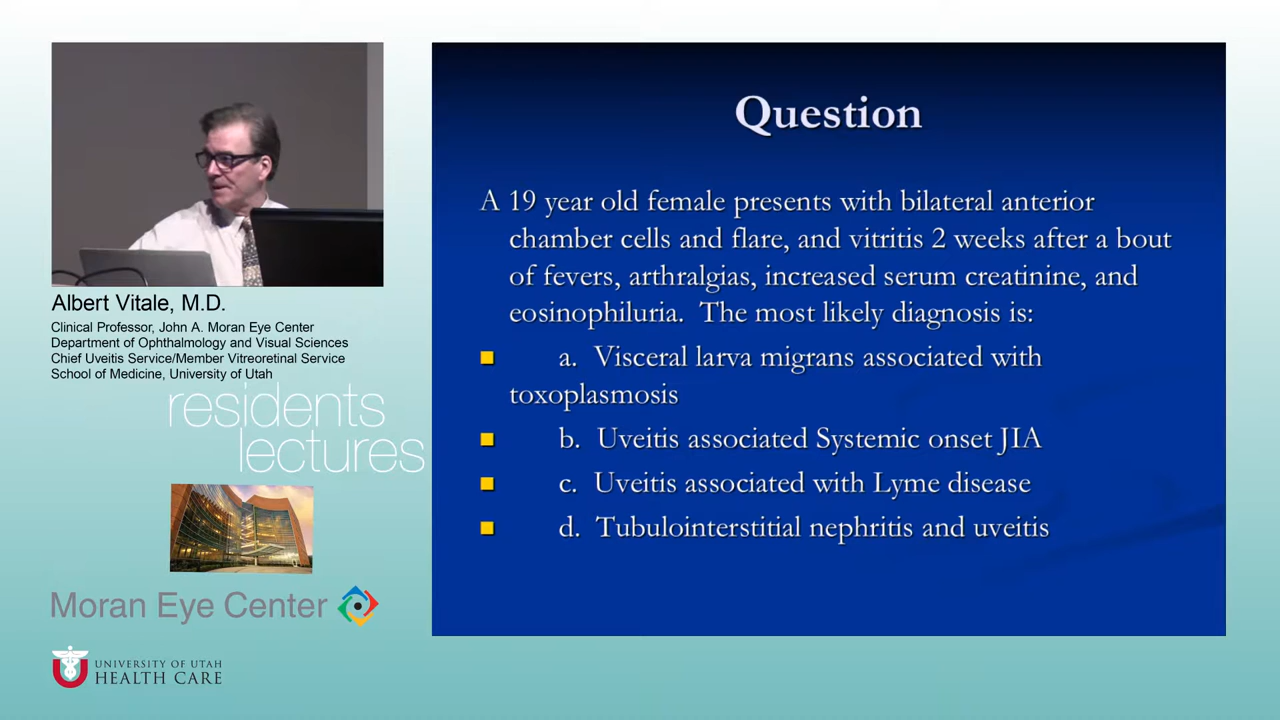 Albert Vitale, M.D.
Clinical Professor, John A. Moran Eye Center
Department of Ophthalmology and Visual Sciences
Chief Uveitis Service/Member Vitreoretinal Service
School of Medicine, University of Utah
residents
lectures
Moran Eye Center
UNIVERSITY OF UTAH
HEALTH CARE
Question
A 19 year old female presents with bilateral anterior
chamber cells and flare, and vitritis 2 weeks after a bout
of fevers, arthralgias, increased serum creatinine, and
eosinophiluria. The most likely diagnosis is:
a. Visceral larva migrans associated with
toxoplasmosis
b. Uveitis associated Systemic onset JIA
c. Uveitis associated with Lyme disease
d. Tubulointerstitial nephritis and uveitis